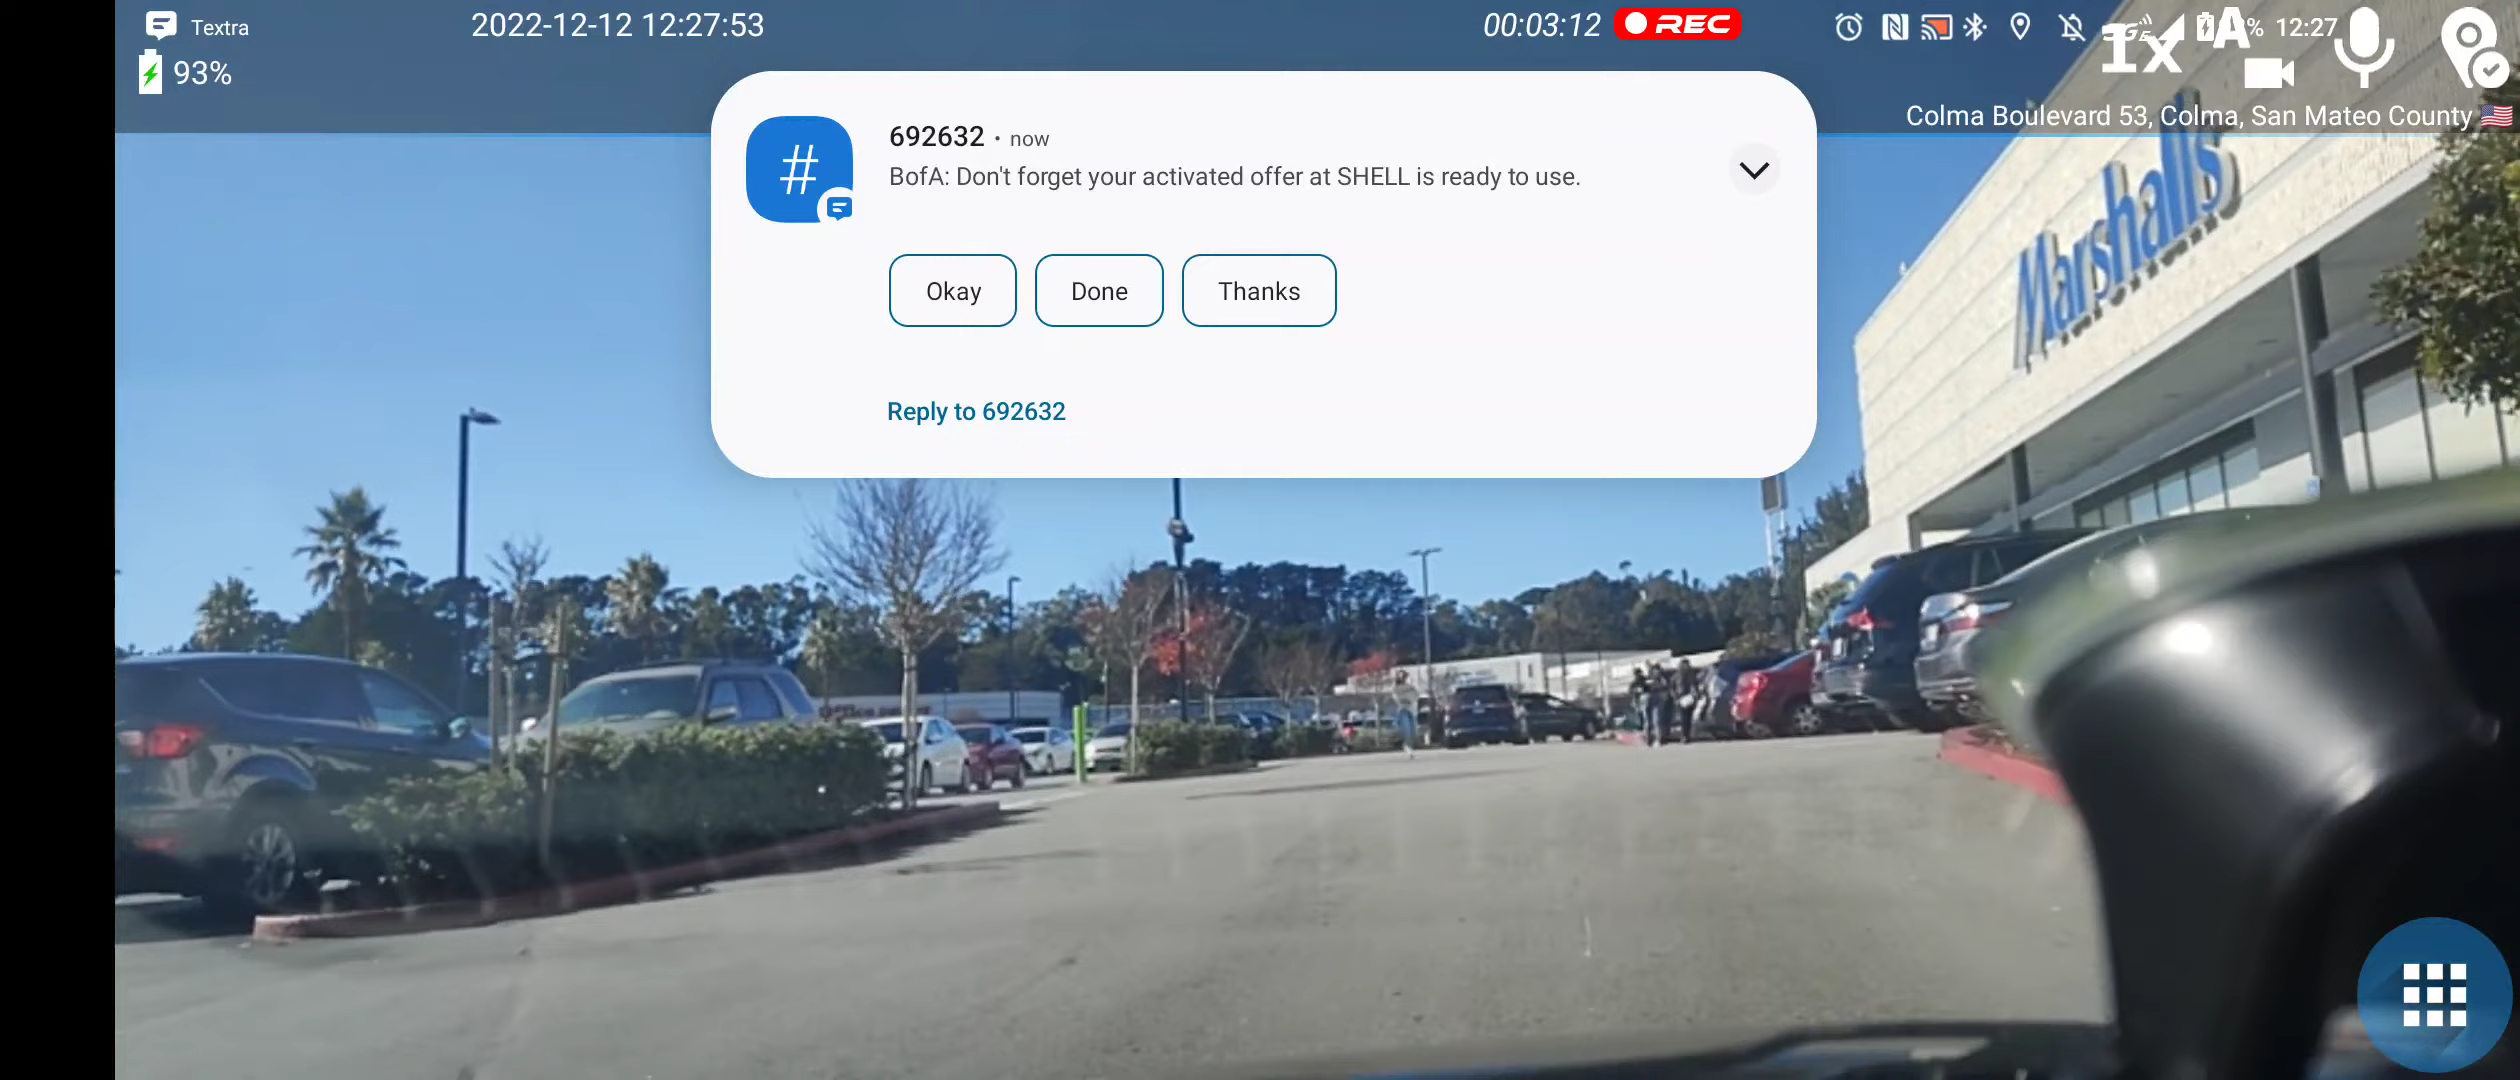 Textra
2022-12-12 12:27:53
00:03:12
REC
12:27
93%
1x
A
Colma Boulevard 53, Colma, San Mateo County
692632 • now
BofA: Don't forget your activated offer at SHELL is ready to use.
Okay
Done
Thanks
Reply to 692632
Marshalls